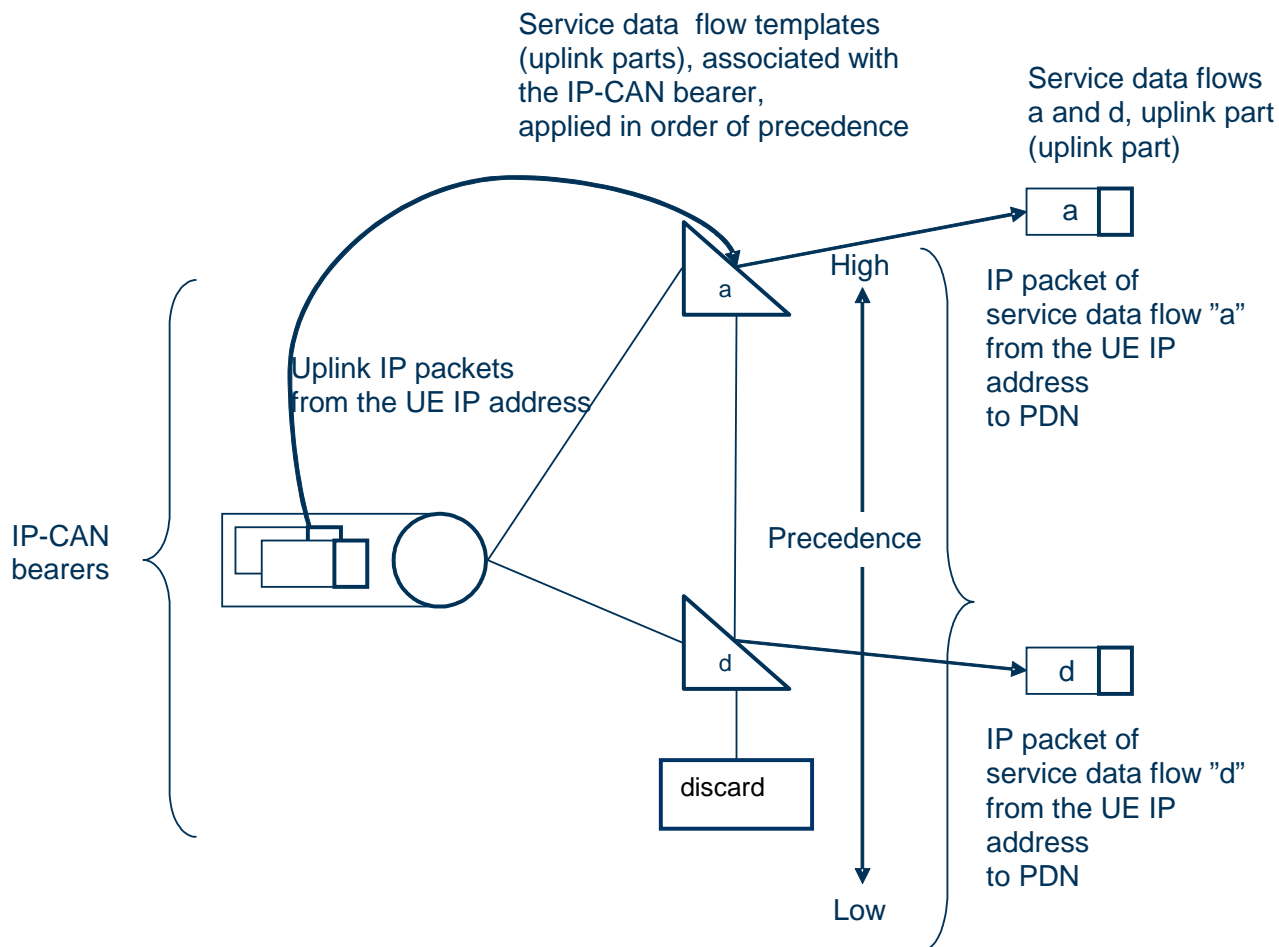 Service data  flow templates
(uplink parts), associated with
the IP-CAN bearer,
applied in order of precedence
Service data flows
a and d, uplink part
(uplink part)
a
a
High
IP packet of
service data flow ”a”
from the UE IP
address
to PDN
Uplink IP packets
from the UE IP address
IP-CAN
bearers
Precedence
d
d
discard
IP packet of
service data flow ”d”
from the UE IP
address
to PDN
Low